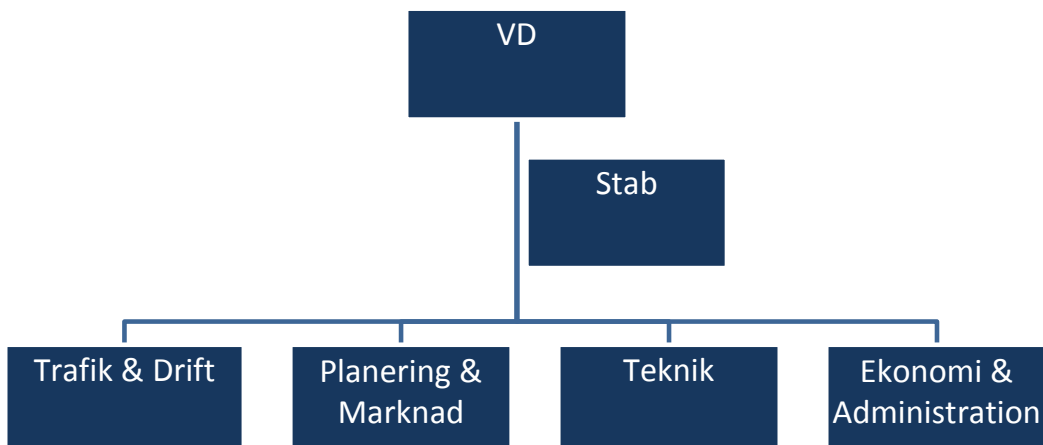 VD
Stab
Trafik & Drift
Planering &
Marknad
Teknik
Ekonomi &
Administration